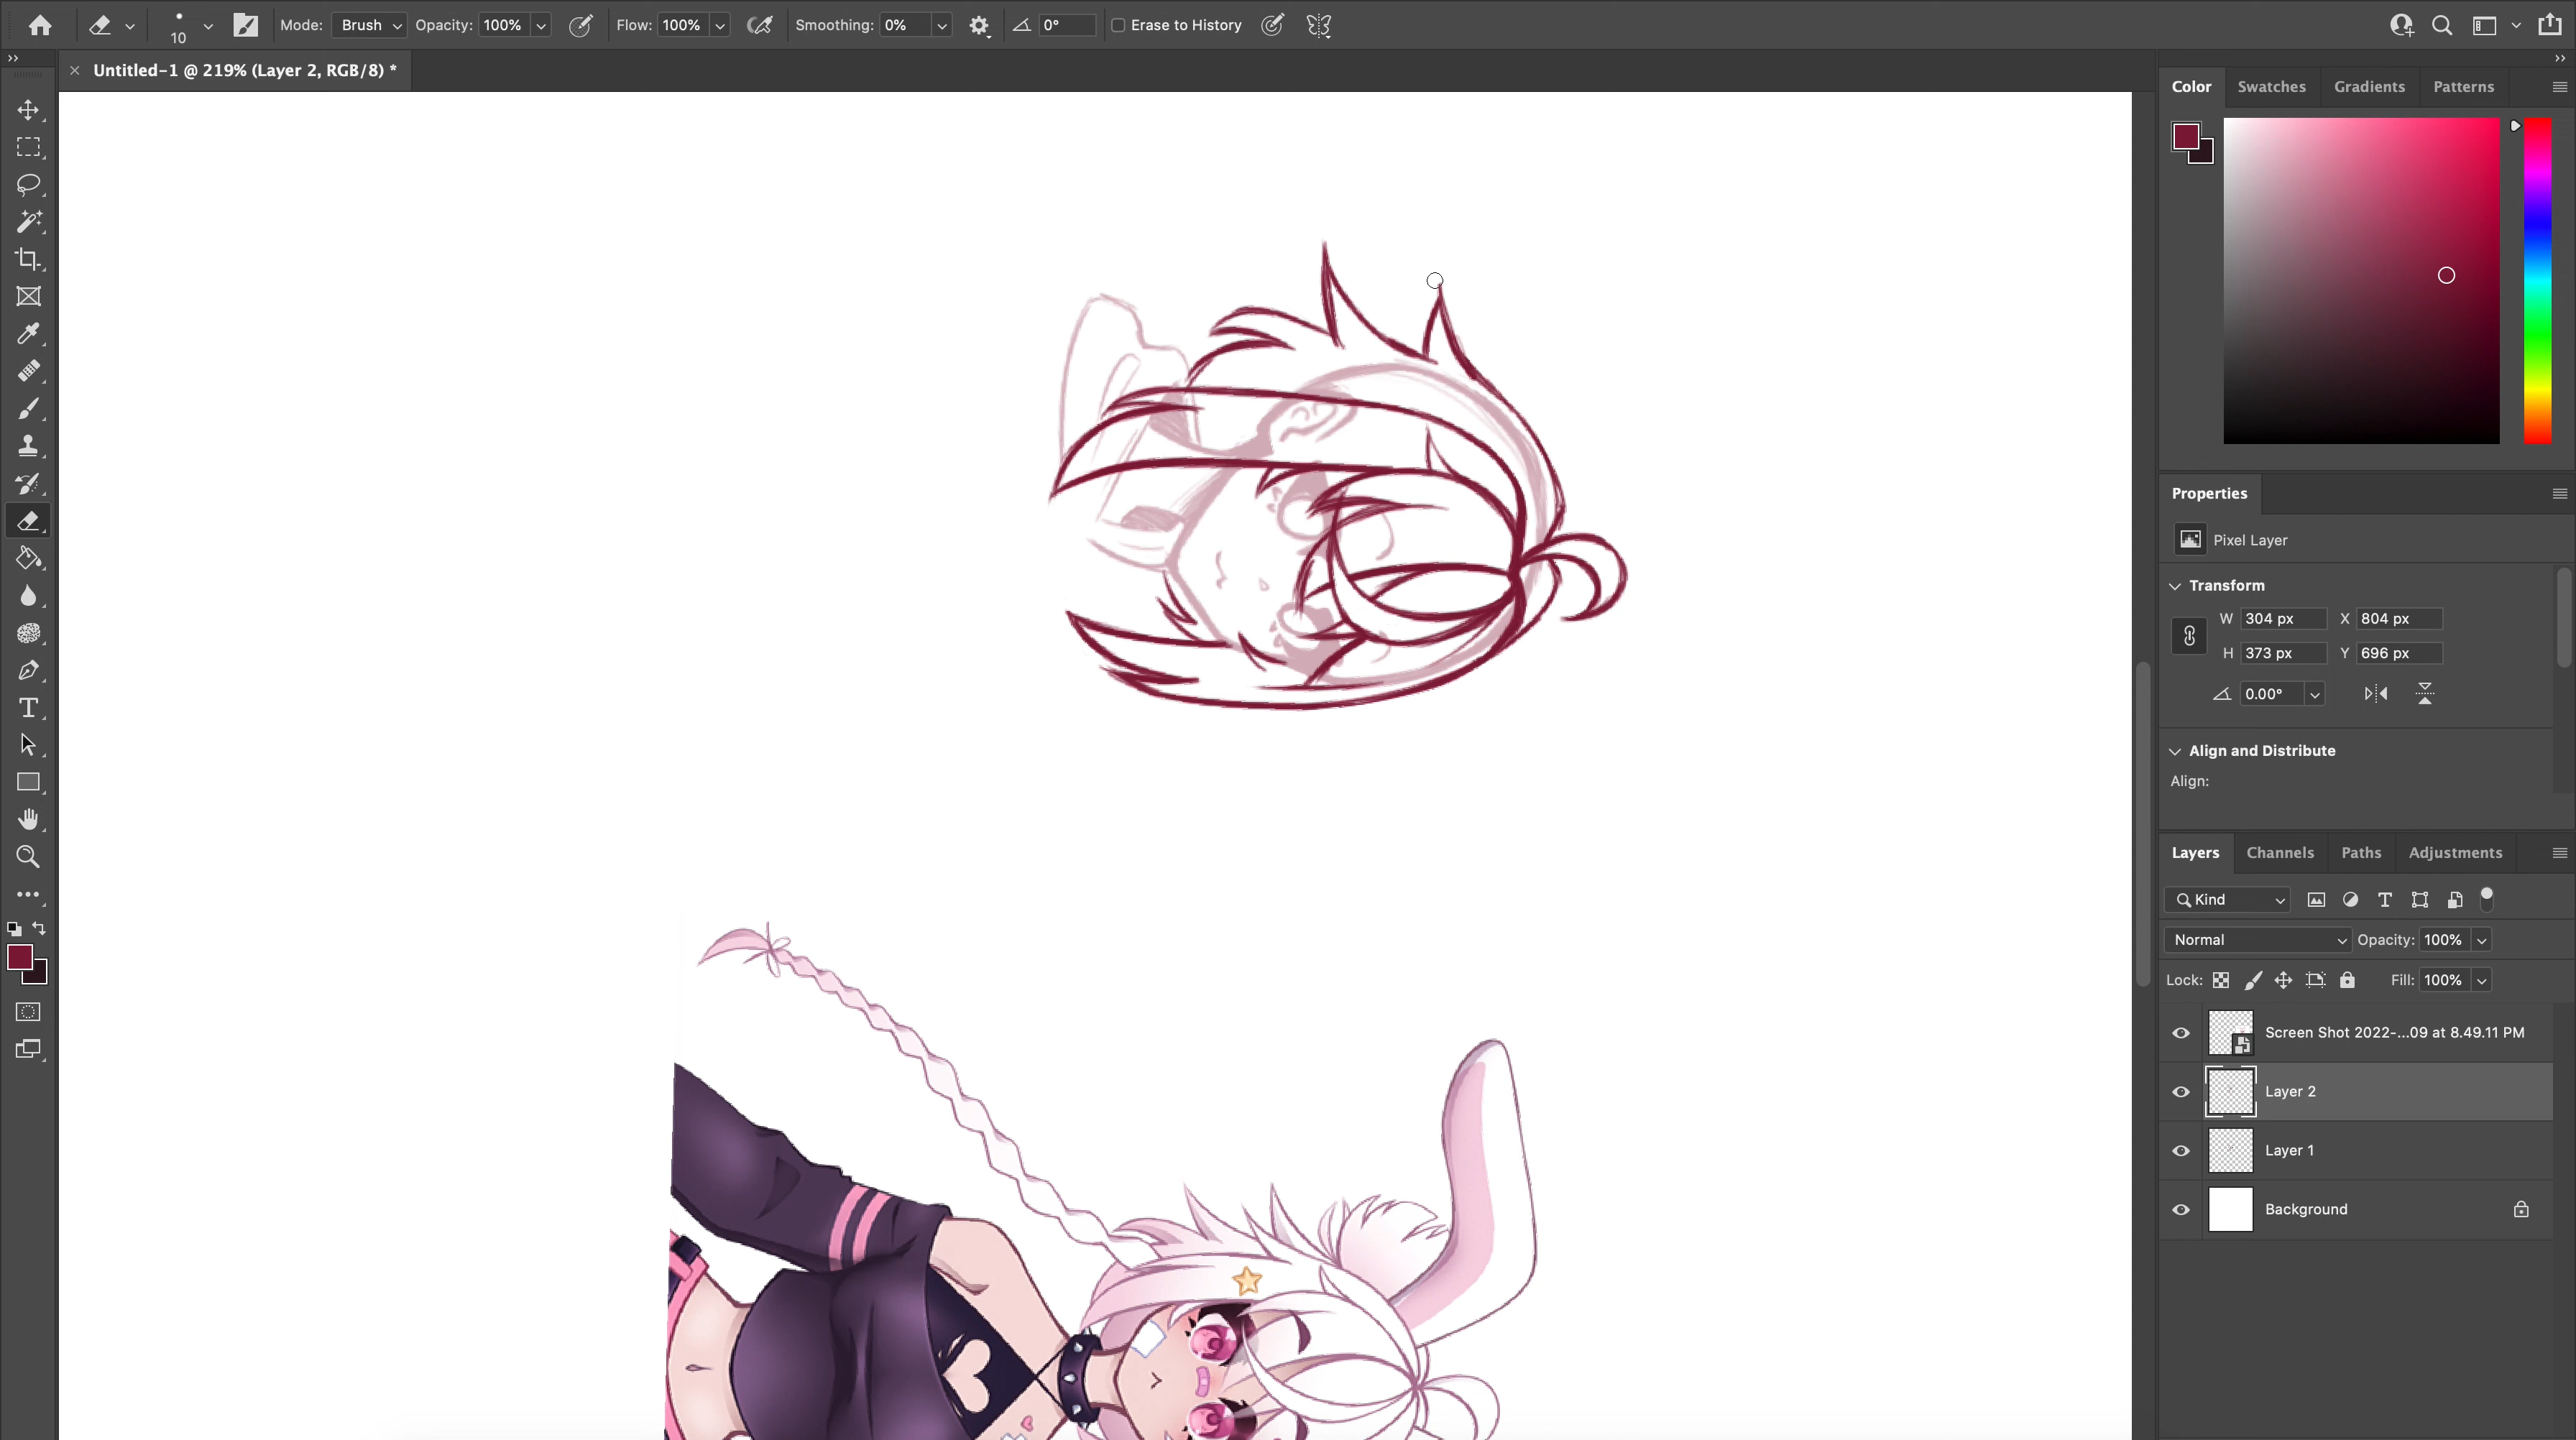 10
Mode: Brush Opacity: 100% Flow: 100% Smoothing: 0% 0° Erase to History
× Untitled-1 @ 219% (Layer 2, RGB/8) *
Color Swatches Gradients Patterns
Properties
Pixel Layer
Transform
W 304 px X 804 px
H 373 px Y 696 px
0.00°
Align and Distribute
Align:
Layers Channels Paths Adjustments
Kind
Normal Opacity: 100%
Lock: Fill: 100%
Screen Shot 2022-...09 at 8.49.11 PM
Layer 2
Layer 1
Background